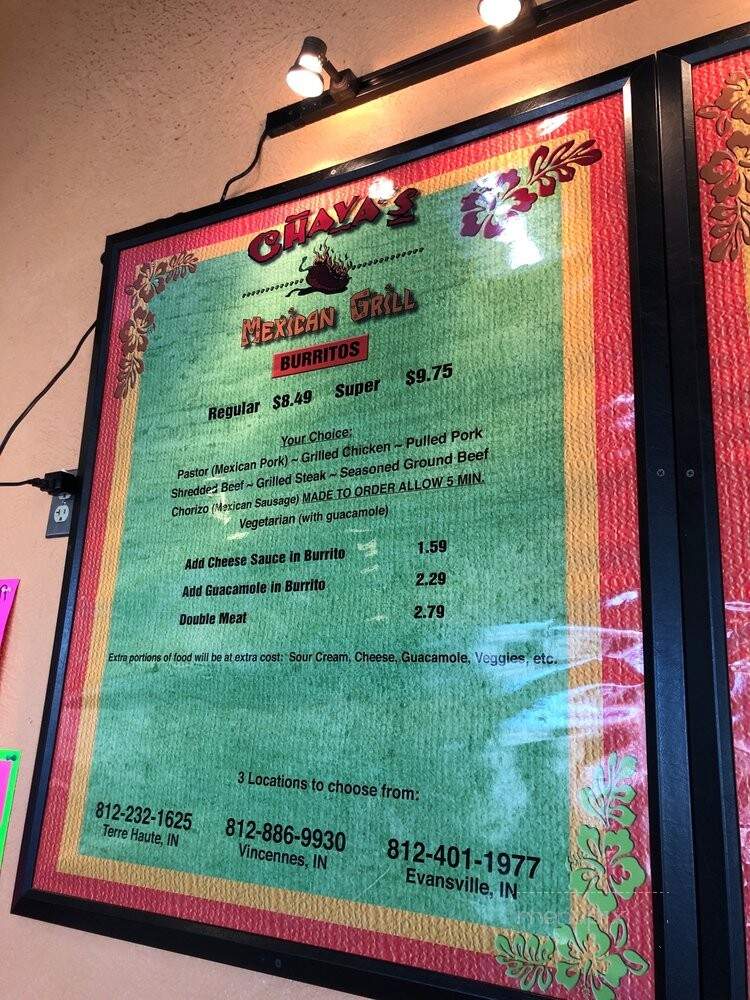 CHAVA'S
MEXICAN GRILL
BURRITOS
Regular $8.49 Super $9.75
Your Choice:
Pastor (Mexican Pork) ~ Grilled Chicken ~ Pulled Pork
Shredded Beef ~ Grilled Steak ~ Seasoned Ground Beef
Chorizo (Mexican Sausage) MADE TO ORDER ALLOW 5 MIN.
Vegetarian (with guacamole)
Add Cheese Sauce in Burrito 1.59
Add Guacamole in Burrito 2.29
Double Meat 2.79
Extra portions of food will be at extra cost: Sour Cream, Cheese, Guacamole, Veggies, etc.
3 Locations to choose from:
812-232-1625 812-886-9930 812-401-1977
Terre Haute, IN Vincennes, IN Evansville, IN